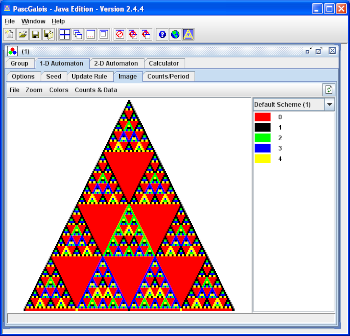 PascGalois - Java Edition - Version 2.4.4
File Window Help
(1)
Group 1-D Automaton 2-D Automaton Calculator
Options Seed Update Rule Image Counts/Period
File Zoom Colors Counts & Data
Default Scheme (1)
0
1
2
3
4